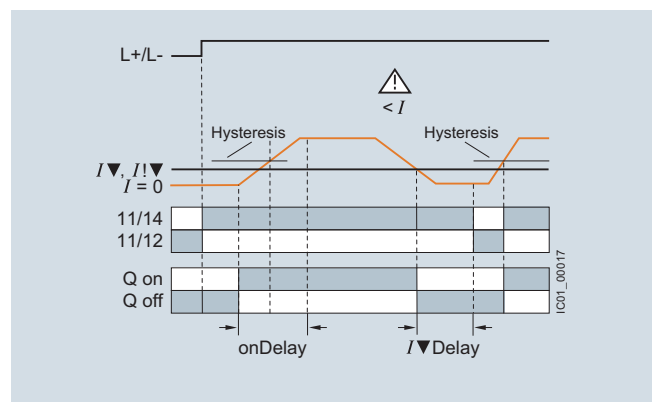 L+/L-
< I
Hysteresis
Hysteresis
I▼, I!▼
I = 0
11/14
11/12
Q on
Q off
onDelay
I▼Delay
IC01_00017